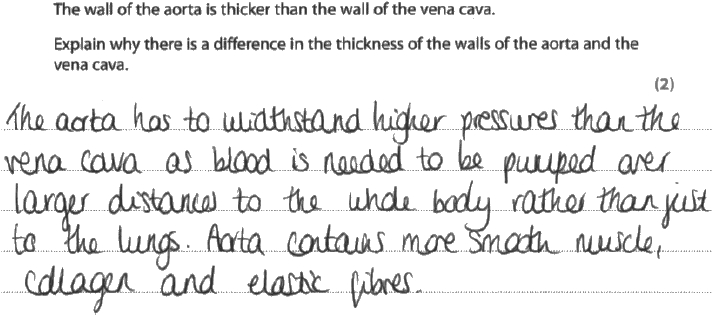 The wall of the aorta is thicker than the wall of the vena cava.
Explain why there is a difference in the thickness of the walls of the aorta and the
vena cava.
(2)
The aorta has to widthstand higher pressures than the
vena cava as blood is needed to be pumped over
larger distances to the whole body rather than just
to the lungs. Aorta contains more smooth muscle,
collagen and elastic fibres.